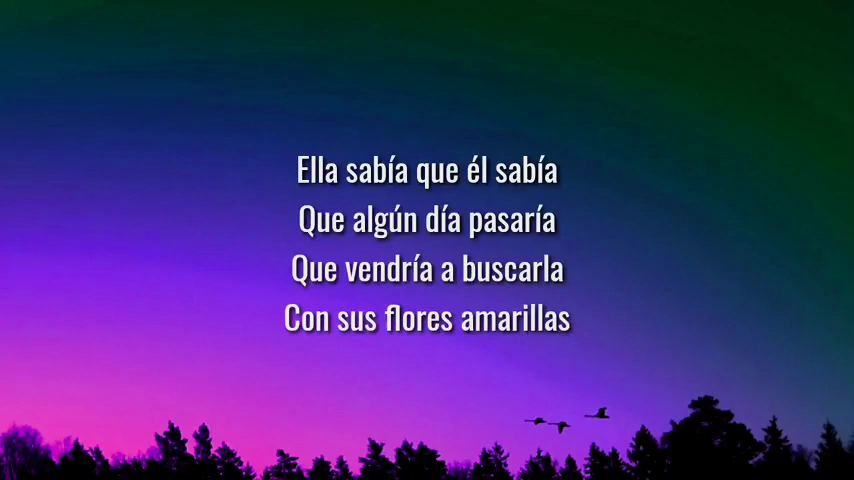 Ella sabía que él sabía
Que algún día pasaría
Que vendría a buscarla
Con sus flores amarillas